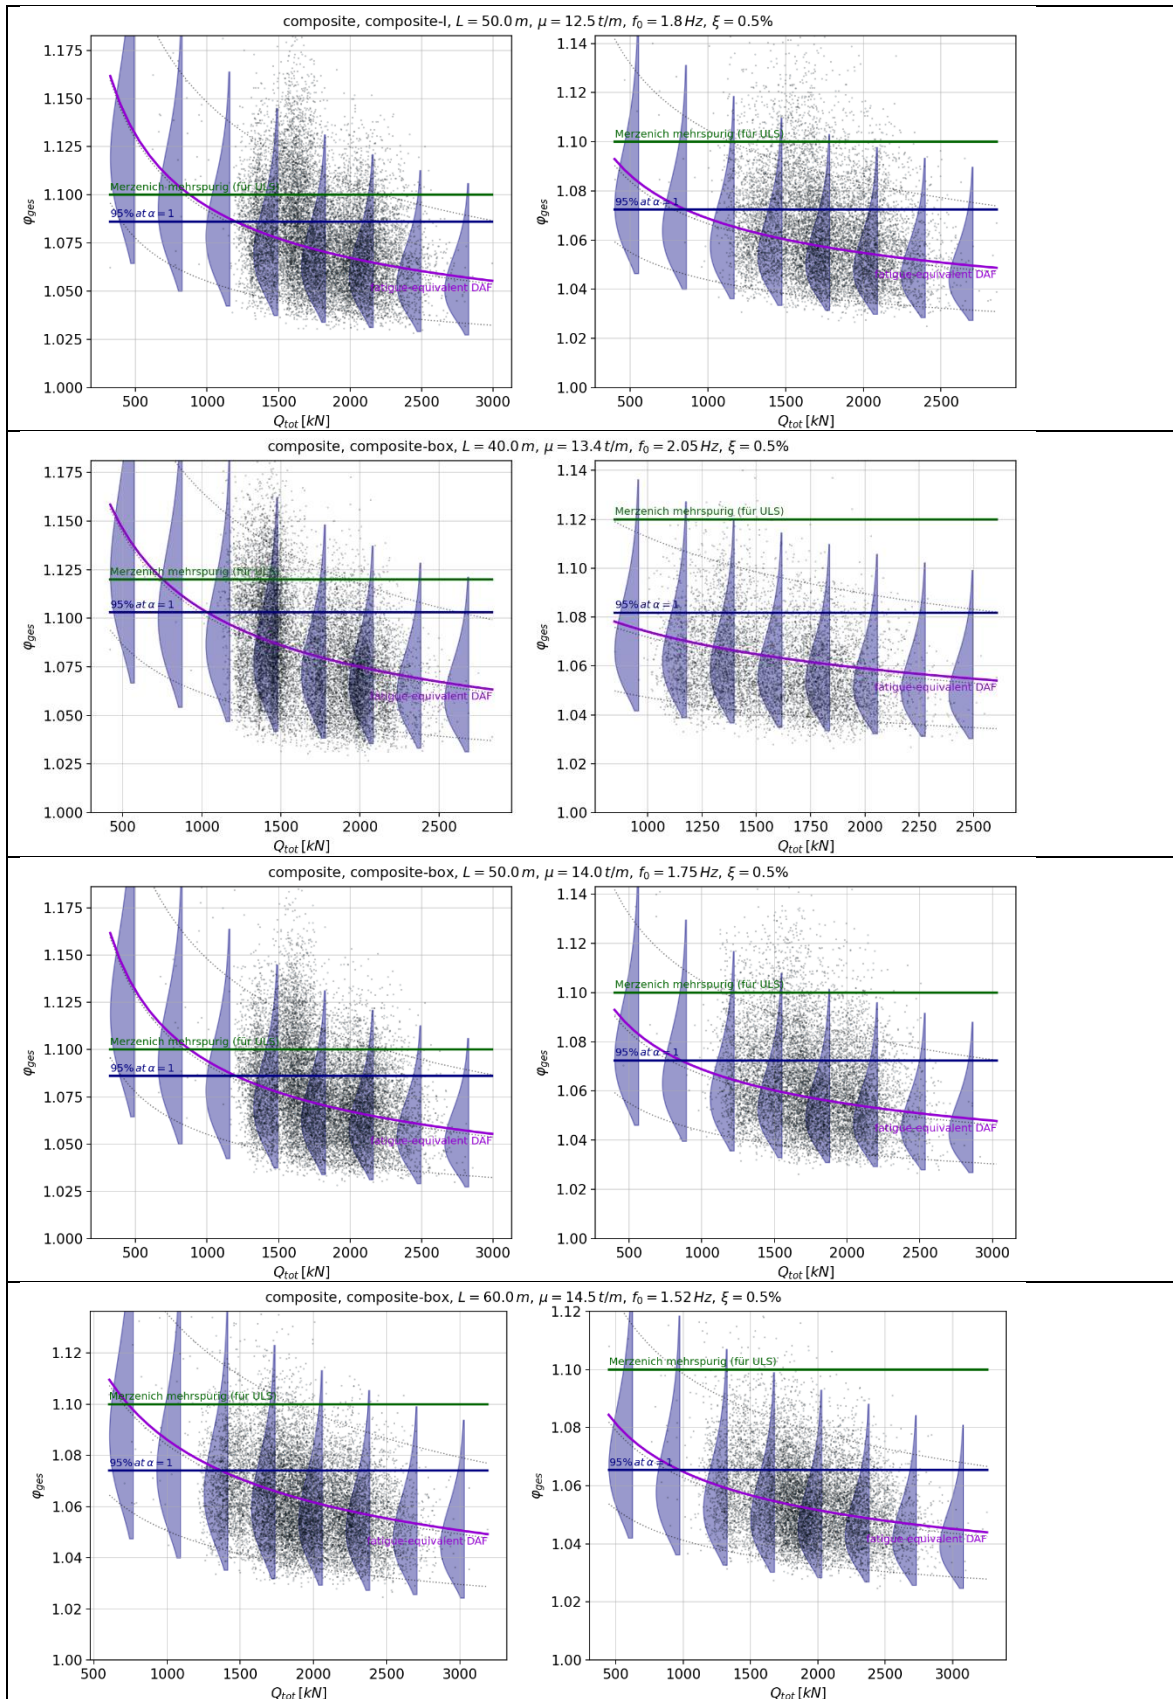 composite, composite-I, L = 50.0 m, μ = 12.5 t/m, f₀ = 1.8 Hz, ξ = 0.5%
φges
1.175
1.150
1.125
1.100
1.075
1.050
1.025
1.000
Merzenich mehrspurig (für ULS)
95% at α = 1
fatigue-equivalent DAF
500 1000 1500 2000 2500 3000
Qtot [kN]
φges
1.14
1.12
1.10
1.08
1.06
1.04
1.02
1.00
Merzenich mehrspurig (für ULS)
95% at α = 1
fatigue-equivalent DAF
500 1000 1500 2000 2500
Qtot [kN]
composite, composite-box, L = 40.0 m, μ = 13.4 t/m, f₀ = 2.05 Hz, ξ = 0.5%
φges
1.175
1.150
1.125
1.100
1.075
1.050
1.025
1.000
Merzenich mehrspurig (für ULS)
95% at α = 1
fatigue-equivalent DAF
500 1000 1500 2000 2500
Qtot [kN]
φges
1.14
1.12
1.10
1.08
1.06
1.04
1.02
1.00
Merzenich mehrspurig (für ULS)
95% at α = 1
fatigue-equivalent DAF
1000 1250 1500 1750 2000 2250 2500
Qtot [kN]
composite, composite-box, L = 50.0 m, μ = 14.0 t/m, f₀ = 1.75 Hz, ξ = 0.5%
φges
1.175
1.150
1.125
1.100
1.075
1.050
1.025
1.000
Merzenich mehrspurig (für ULS)
95% at α = 1
fatigue-equivalent DAF
500 1000 1500 2000 2500 3000
Qtot [kN]
φges
1.14
1.12
1.10
1.08
1.06
1.04
1.02
1.00
Merzenich mehrspurig (für ULS)
95% at α = 1
fatigue-equivalent DAF
500 1000 1500 2000 2500 3000
Qtot [kN]
composite, composite-box, L = 60.0 m, μ = 14.5 t/m, f₀ = 1.52 Hz, ξ = 0.5%
φges
1.12
1.10
1.08
1.06
1.04
1.02
1.00
Merzenich mehrspurig (für ULS)
95% at α = 1
fatigue-equivalent DAF
500 1000 1500 2000 2500 3000
Qtot [kN]
φges
1.12
1.10
1.08
1.06
1.04
1.02
1.00
Merzenich mehrspurig (für ULS)
95% at α = 1
fatigue-equivalent DAF
500 1000 1500 2000 2500 3000
Qtot [kN]